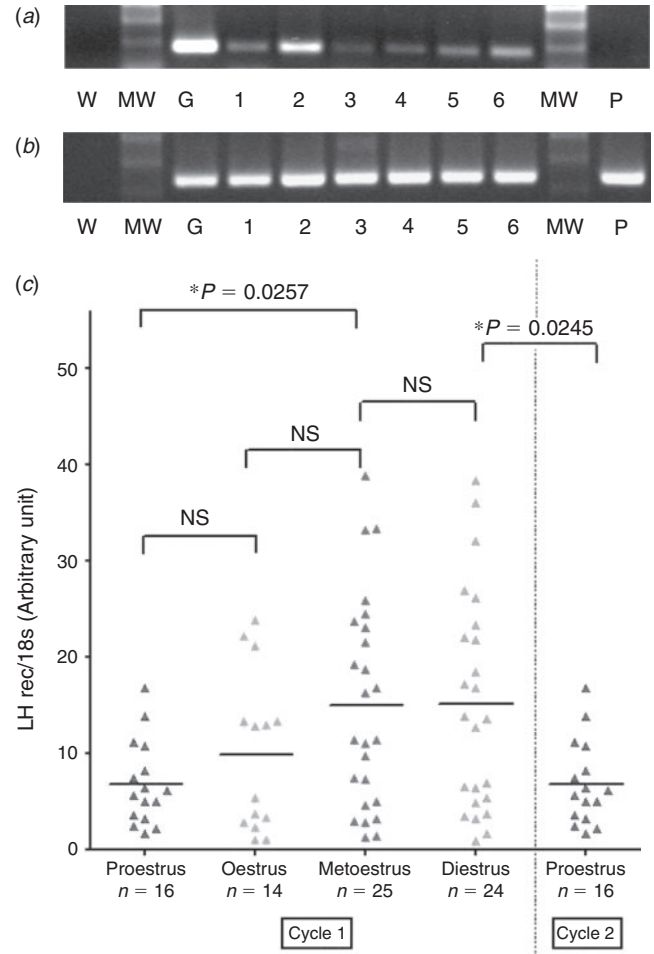 (a)
W MW G 1 2 3 4 5 6 MW P
(b)
W MW G 1 2 3 4 5 6 MW P
(c)
*P = 0.0257
*P = 0.0245
NS
NS
NS
LH rec/18s (Arbitrary unit)
50
40
30
20
10
0
Proestrus Oestrus Metoestrus Diestrus Proestrus
n = 16 n = 14 n = 25 n = 24 n = 16
Cycle 1 Cycle 2